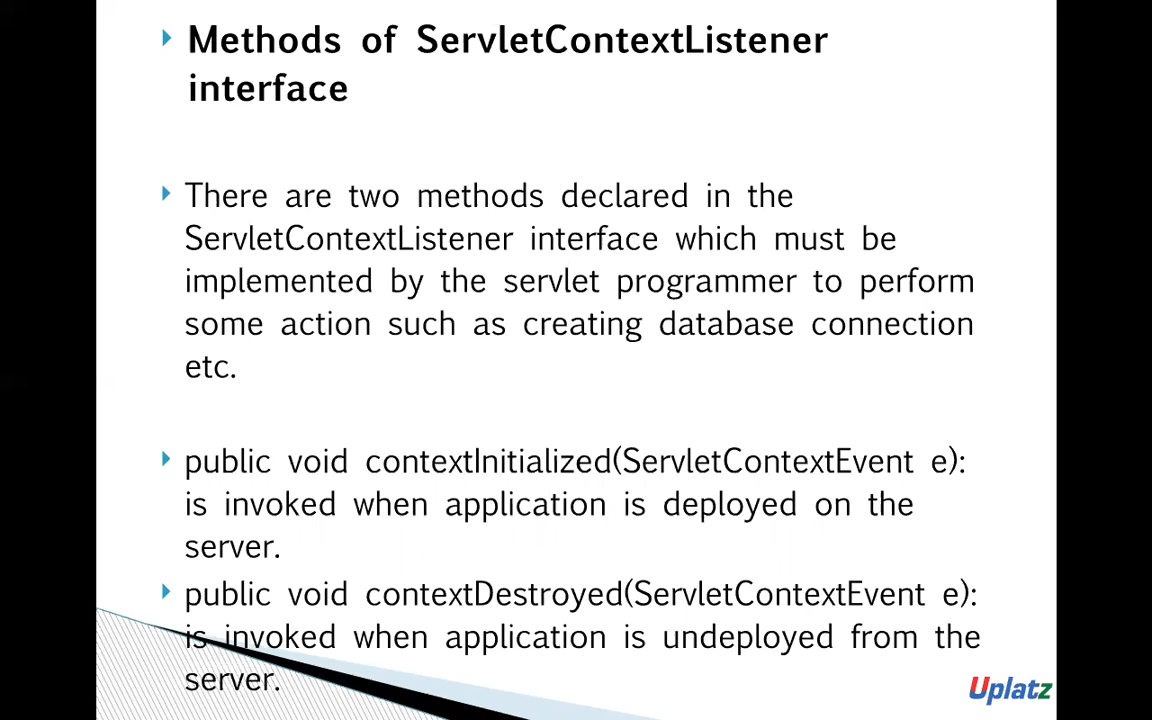 Methods of ServletContextListener
interface
There are two methods declared in the
ServletContextListener interface which must be
implemented by the servlet programmer to perform
some action such as creating database connection
etc.
public void contextInitialized(ServletContextEvent e):
is invoked when application is deployed on the
server.
public void contextDestroyed(ServletContextEvent e):
is invoked when application is undeployed from the
server.
Uplatz